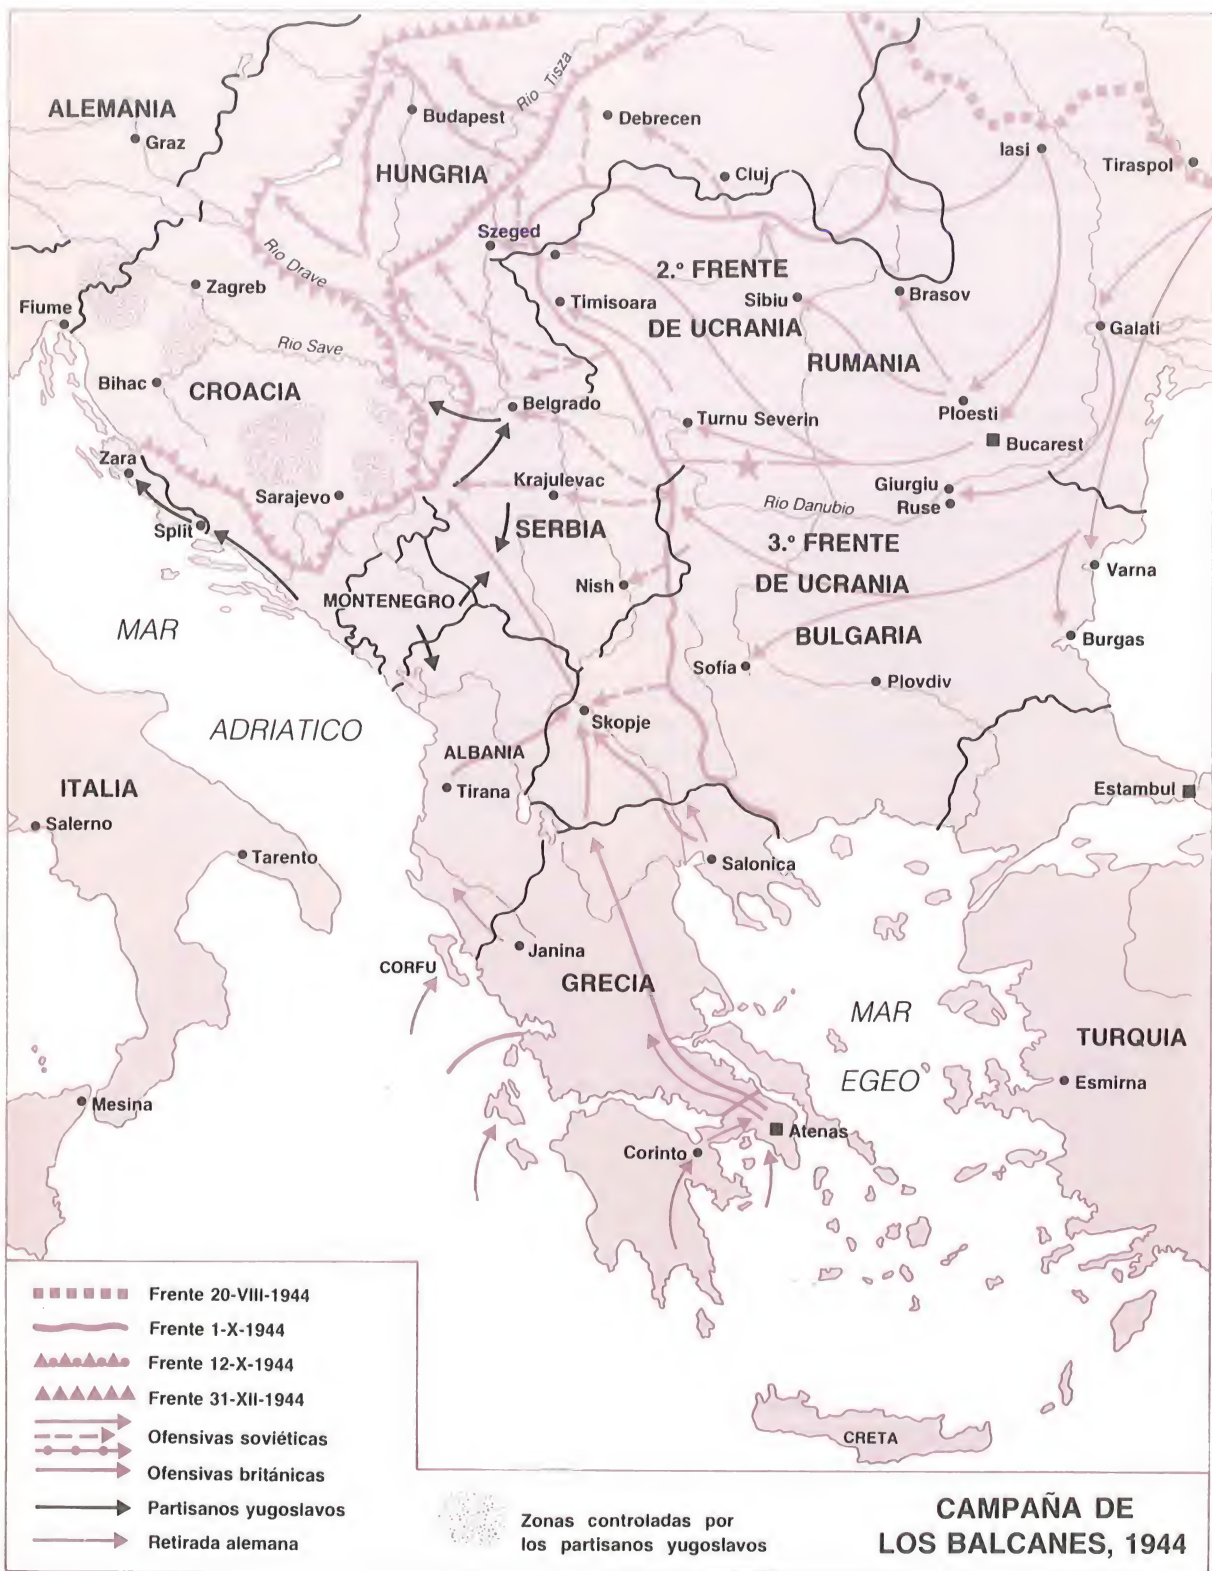 ALEMANIA
Graz
Budapest
Rio Tisza
Debrecen
HUNGRIA
Cluj
Iasi
Tiraspol
Szeged
Rio Drave
2.º FRENTE
DE UCRANIA
Zagreb
Fiume
Timisoara
Sibiu
Brasov
Galati
Rio Save
RUMANIA
Bihac
CROACIA
Belgrado
Turnu Severin
Ploesti
Bucarest
Zara
Sarajevo
Krajulevac
Giurgiu
Rio Danubio
Ruse
Split
SERBIA
3.º FRENTE
DE UCRANIA
Nish
Varna
MONTENEGRO
MAR
ADRIATICO
BULGARIA
Burgas
Sofía
Plovdiv
Skopje
ALBANIA
ITALIA
Tirana
Estambul
Salerno
Tarento
Salonica
Janina
CORFU
GRECIA
MAR
EGEO
TURQUIA
Esmirna
Mesina
Atenas
Corinto
CRETA
Frente 20-VIII-1944
Frente 1-X-1944
Frente 12-X-1944
Frente 31-XII-1944
Ofensivas soviéticas
Ofensivas británicas
Partisanos yugoslavos
Retirada alemana
Zonas controladas por
los partisanos yugoslavos
CAMPAÑA DE
LOS BALCANES, 1944